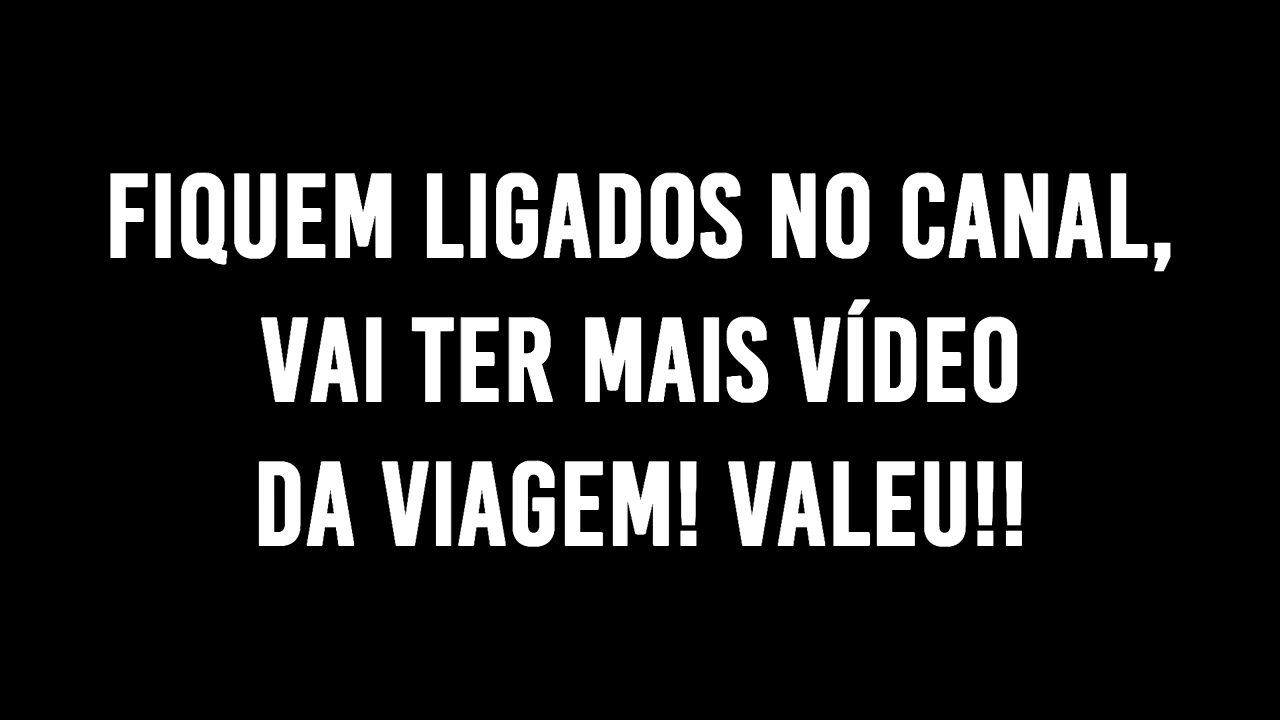 FIQUEM LIGADOS NO CANAL,
VAI TER MAIS VÍDEO
DA VIAGEM! VALEU!!